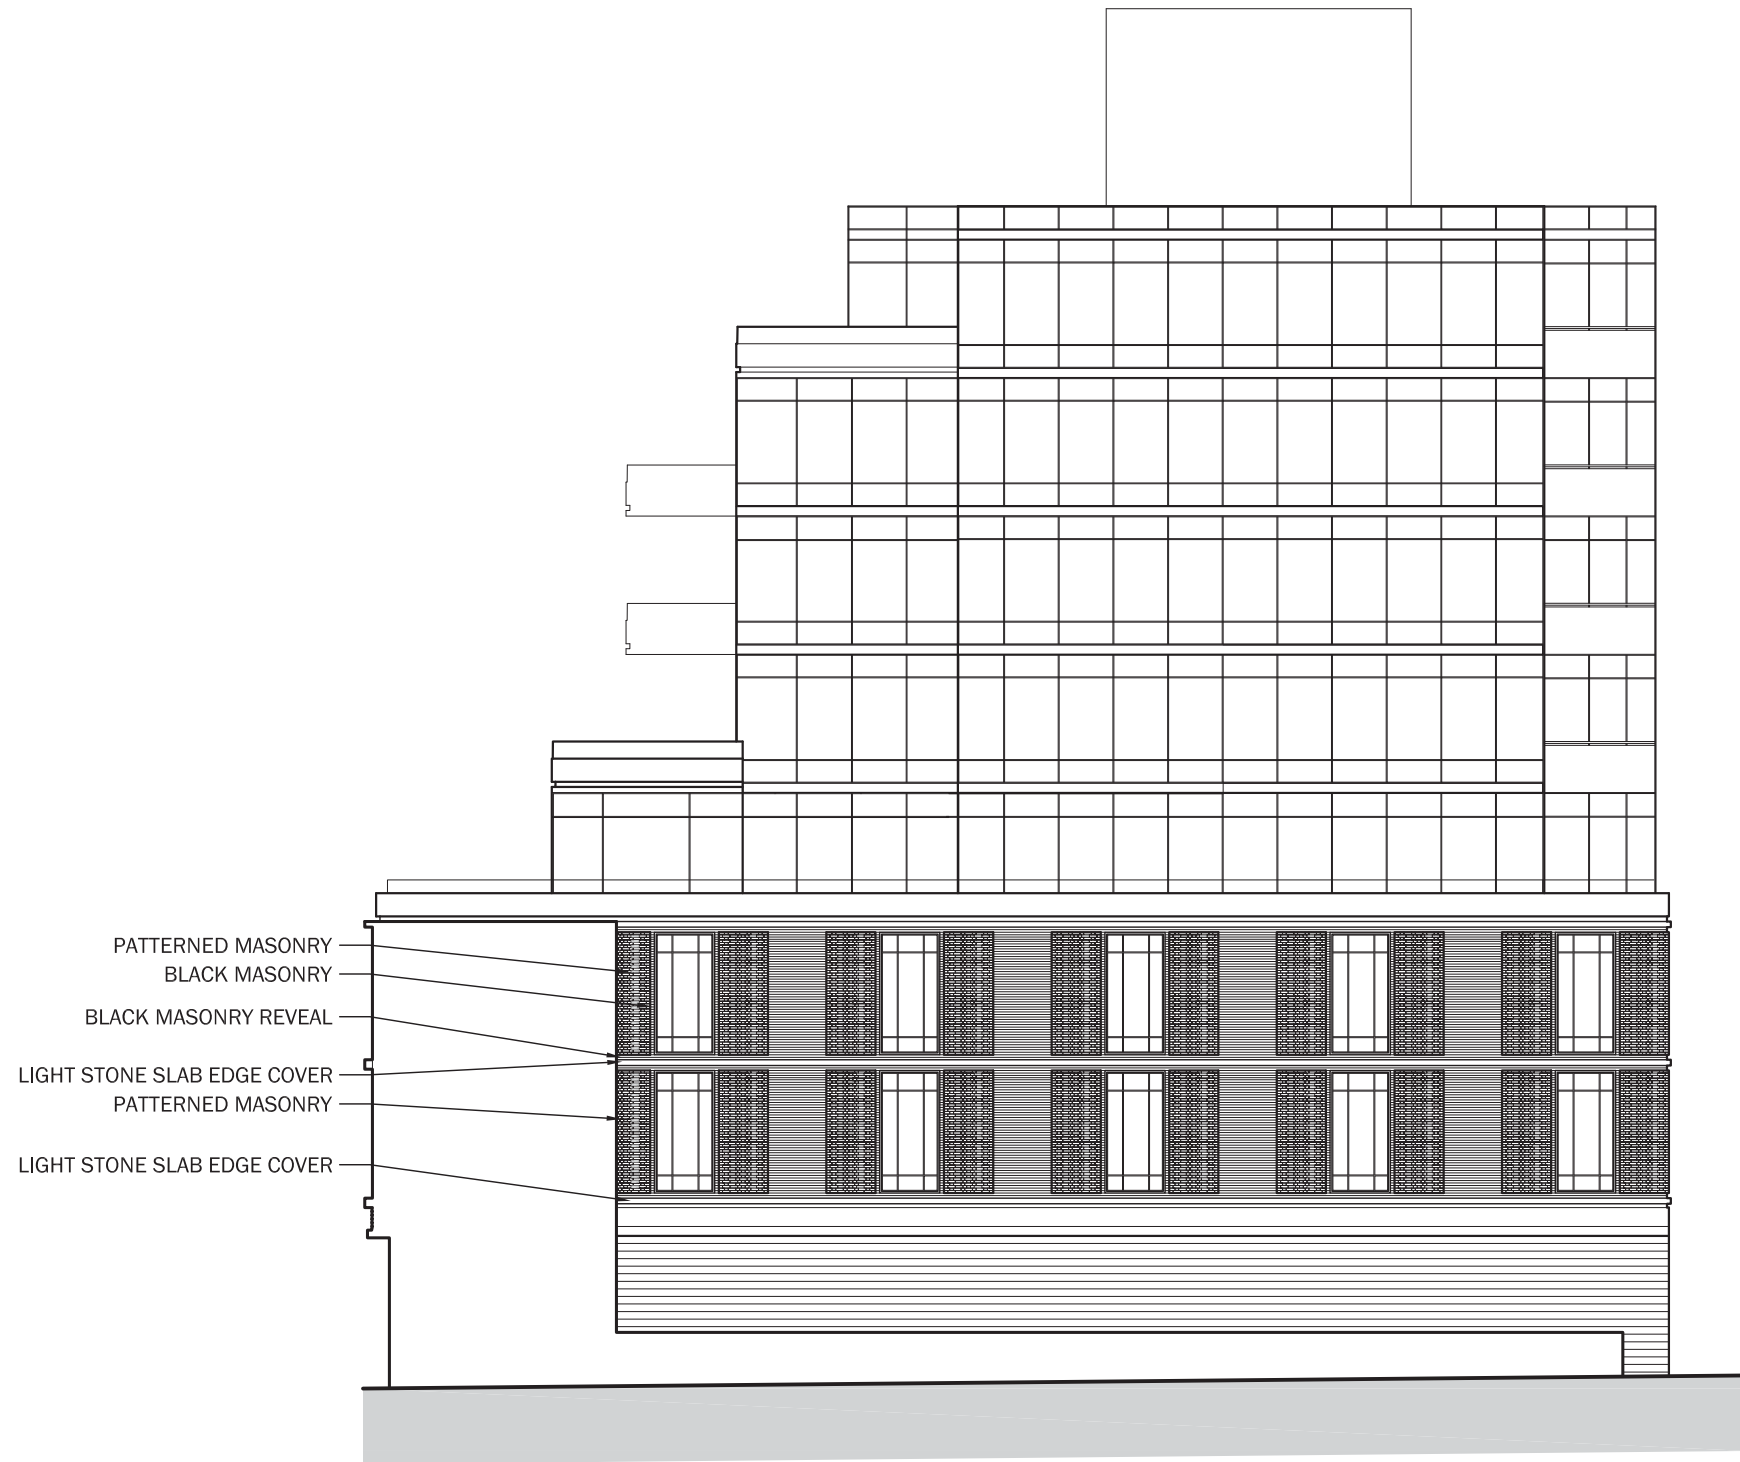 PATTERNED MASONRY
BLACK MASONRY
BLACK MASONRY REVEAL
LIGHT STONE SLAB EDGE COVER
PATTERNED MASONRY
LIGHT STONE SLAB EDGE COVER